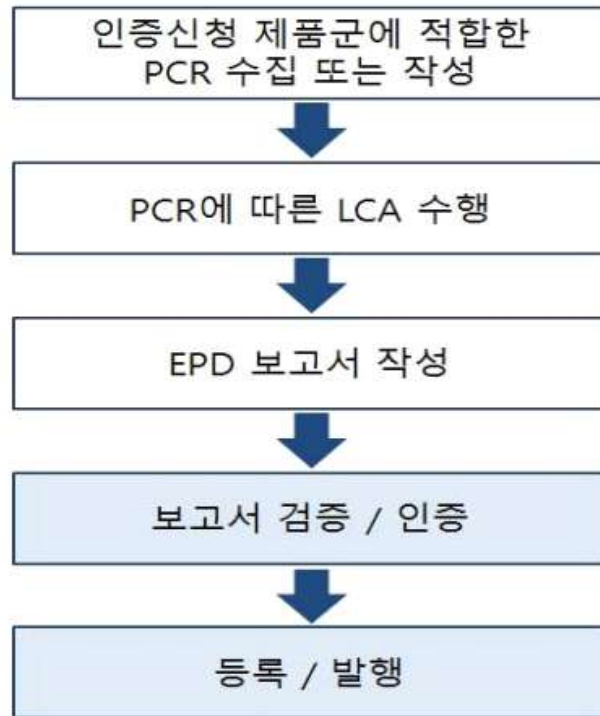 인증신청 제품군에 적합한
PCR 수집 또는 작성
PCR에 따른 LCA 수행
EPD 보고서 작성
보고서 검증 / 인증
등록 / 발행